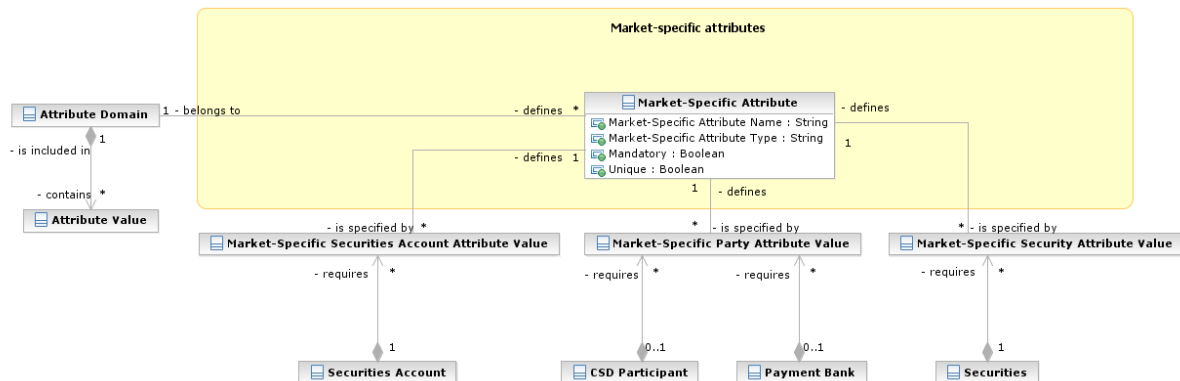 Market-specific attributes
Attribute Domain
1 - belongs to
- defines *
Market-Specific Attribute
- defines
Market-Specific Attribute Name : String
Market-Specific Attribute Type : String
Mandatory : Boolean
Unique : Boolean
1
- is included in
- defines 1
1
1
- defines
- contains *
Attribute Value
- is specified by *
* - is specified by
* - is specified by
Market-Specific Securities Account Attribute Value
Market-Specific Party Attribute Value
Market-Specific Security Attribute Value
- requires *
- requires *
- requires *
- requires *
1
0..1
0..1
1
Securities Account
CSD Participant
Payment Bank
Securities